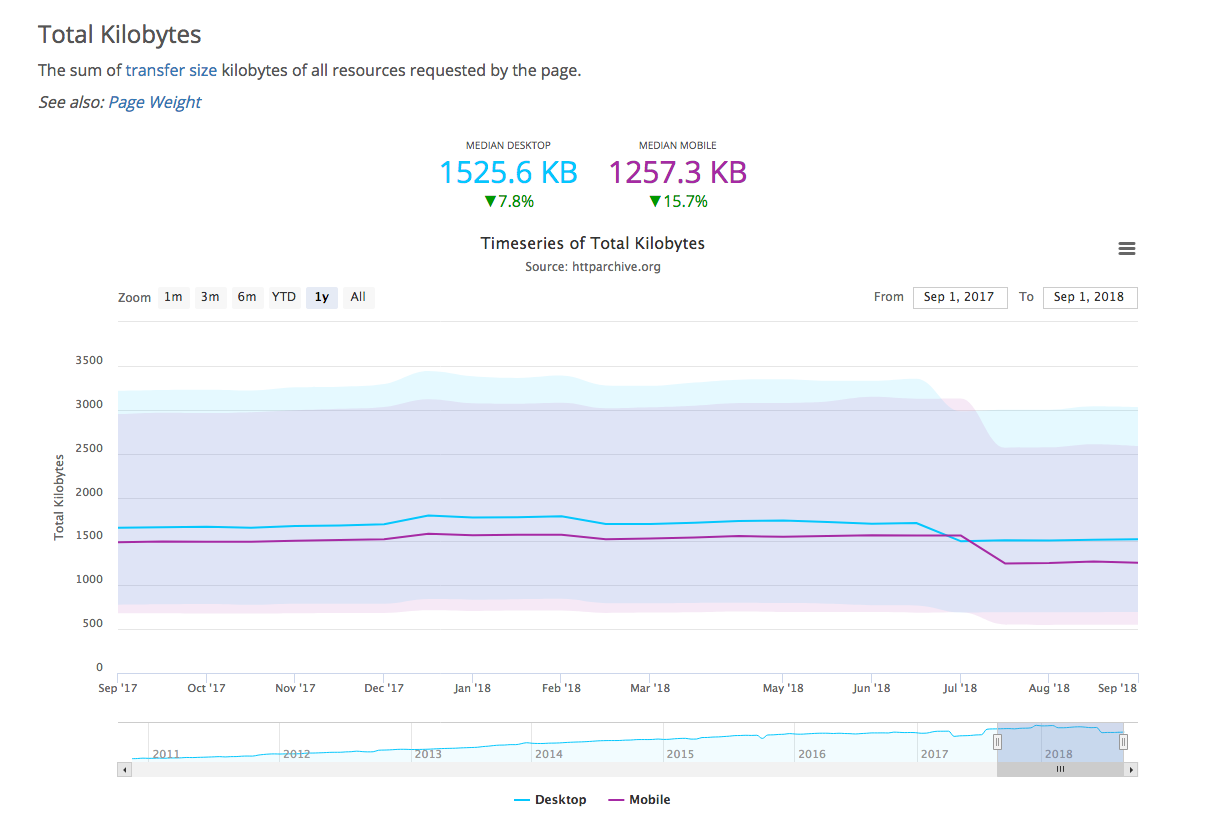 Total Kilobytes
The sum of transfer size kilobytes of all resources requested by the page.
See also: Page Weight
MEDIAN DESKTOP
1525.6 KB
▼7.8%
MEDIAN MOBILE
1257.3 KB
▼15.7%
Timeseries of Total Kilobytes
Source: httparchive.org
Zoom 1m 3m 6m YTD 1y All
From Sep 1, 2017 To Sep 1, 2018
Total Kilobytes
3500
3000
2500
2000
1500
1000
500
0
Sep '17 Oct '17 Nov '17 Dec '17 Jan '18 Feb '18 Mar '18 May '18 Jun '18 Jul '18 Aug '18 Sep '18
2011 2012 2013 2014 2015 2016 2017 2018
Desktop Mobile